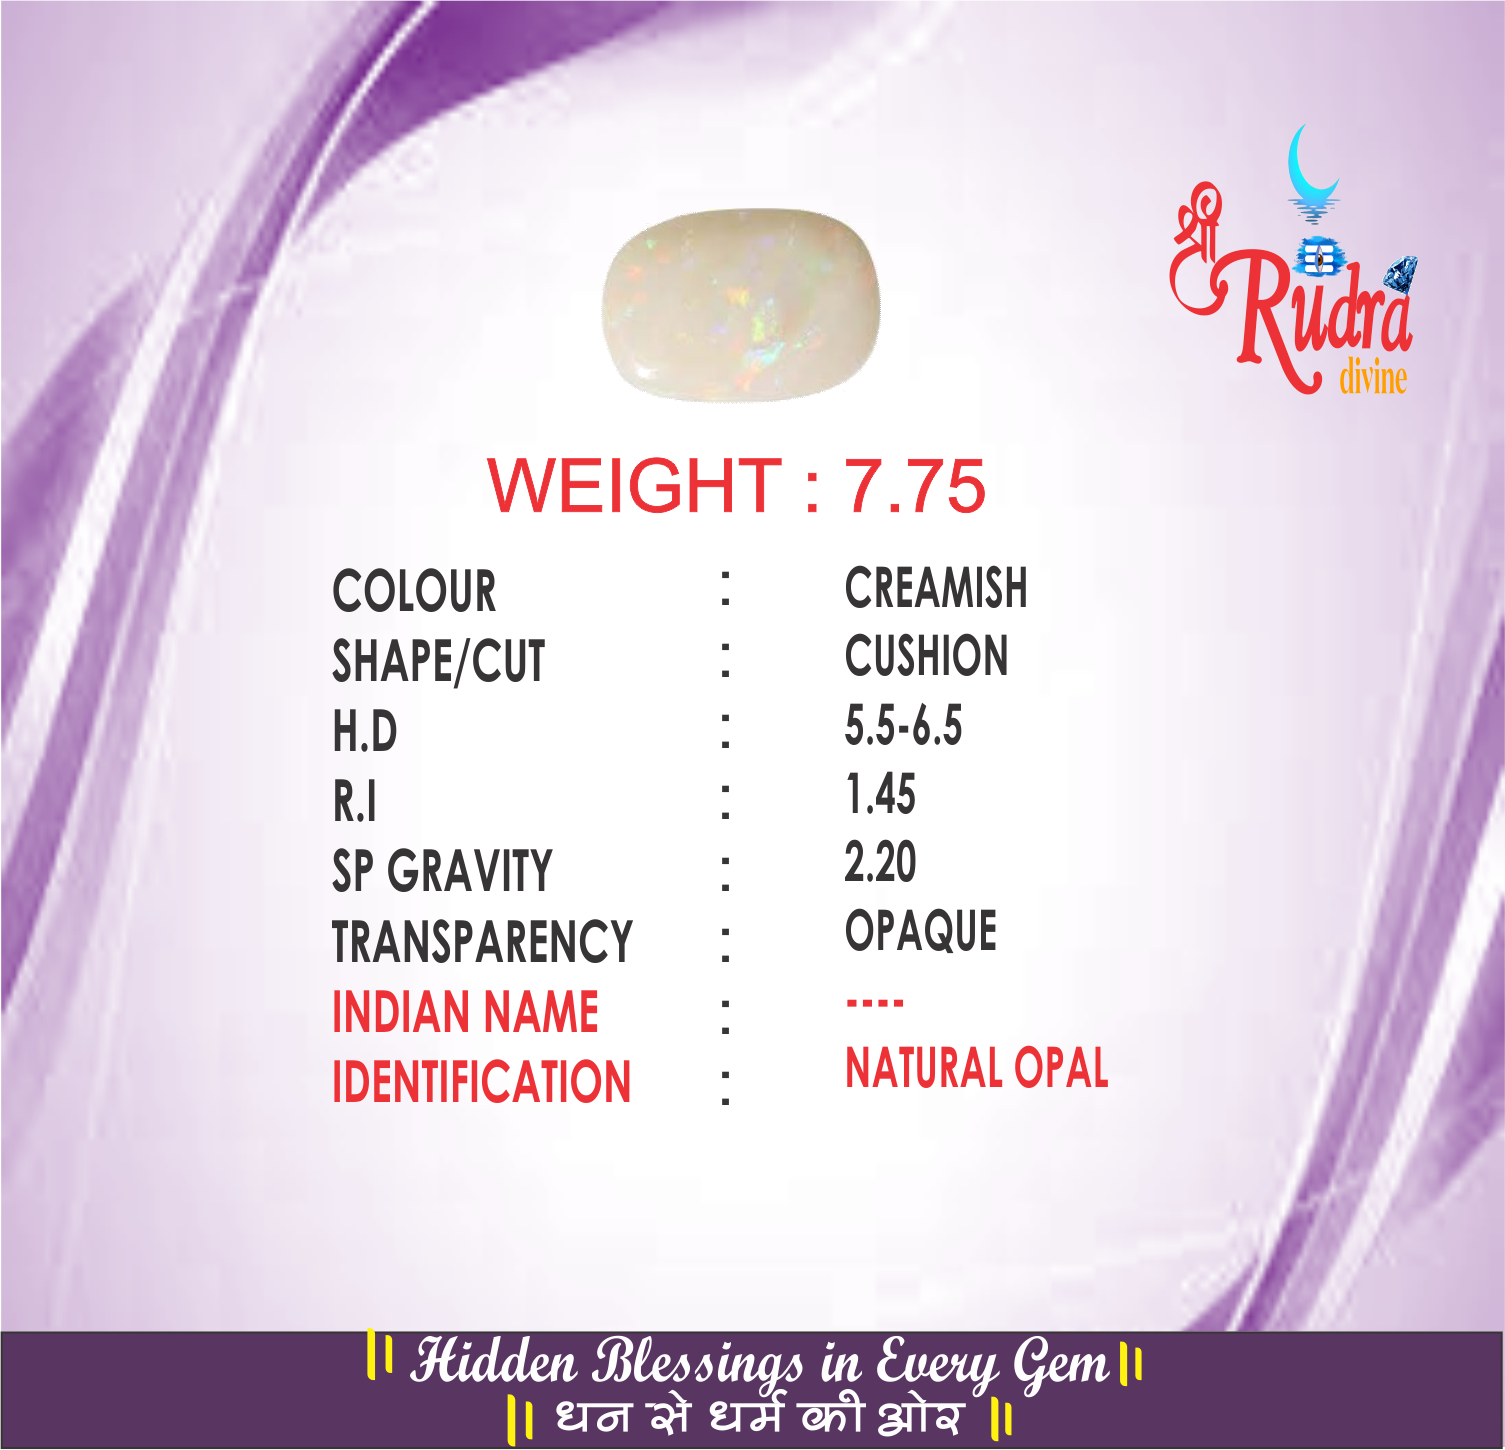 श्री
Rudra
divine
WEIGHT : 7.75
COLOUR : CREAMISH
SHAPE/CUT : CUSHION
H.D : 5.5-6.5
R.I : 1.45
SP GRAVITY : 2.20
TRANSPARENCY : OPAQUE
INDIAN NAME : ----
IDENTIFICATION : NATURAL OPAL
|| Hidden Blessings in Every Gem ||
|| धन से धर्म की ओर ||